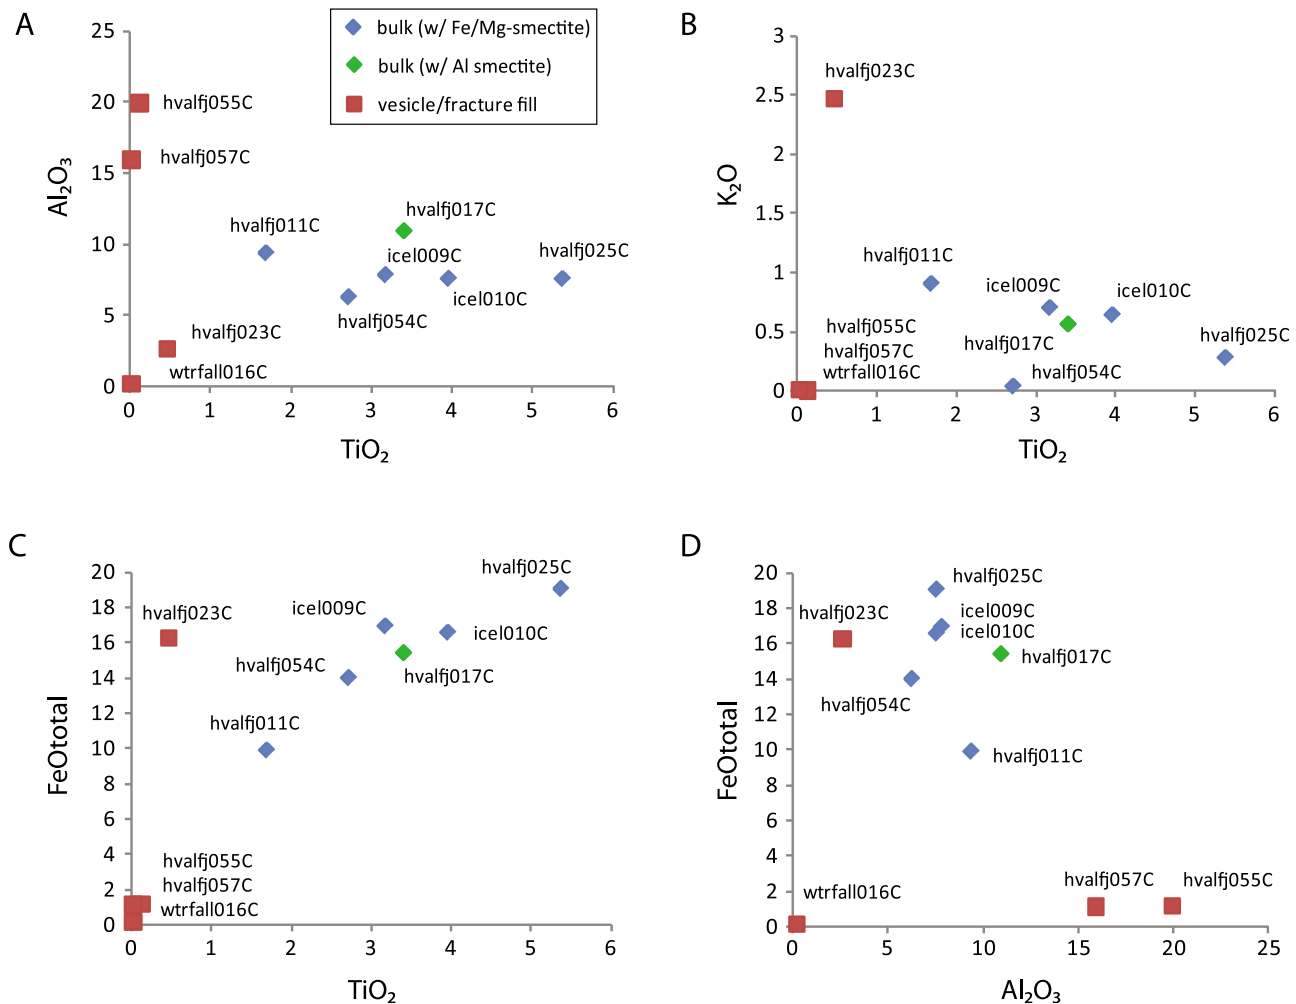 A
25
20
15
10
5
0
Al₂O₃
bulk (w/ Fe/Mg-smectite)
bulk (w/ Al smectite)
vesicle/fracture fill
hvalfj055C
hvalfj057C
hvalfj011C
hvalfj017C
icel009C
hvalfj025C
icel010C
hvalfj054C
hvalfj023C
wtrfall016C
0 1 2 3 4 5 6
TiO₂
B
3
2.5
2
1.5
1
0.5
0
K₂O
hvalfj023C
hvalfj011C
icel009C
icel010C
hvalfj055C
hvalfj017C
hvalfj025C
hvalfj057C
wtrfall016C
hvalfj054C
0 1 2 3 4 5 6
TiO₂
C
20
18
16
14
12
10
8
6
4
2
0
FeOtotal
hvalfj025C
hvalfj023C
icel009C
icel010C
hvalfj054C
hvalfj017C
hvalfj011C
hvalfj055C
hvalfj057C
wtrfall016C
0 1 2 3 4 5 6
TiO₂
D
20
18
16
14
12
10
8
6
4
2
0
FeOtotal
hvalfj025C
hvalfj023C
icel009C
icel010C
hvalfj017C
hvalfj054C
hvalfj011C
wtrfall016C
hvalfj057C
hvalfj055C
0 5 10 15 20 25
Al₂O₃